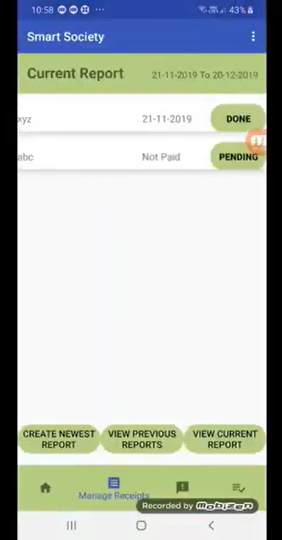 10:58 43%
Smart Society
Current Report 21-11-2019 To 20-12-2019
xyz 21-11-2019 DONE
abc Not Paid PENDING
CREATE NEWEST REPORT
VIEW PREVIOUS REPORTS
VIEW CURRENT REPORT
Manage Receipts
Recorded by Mobizen